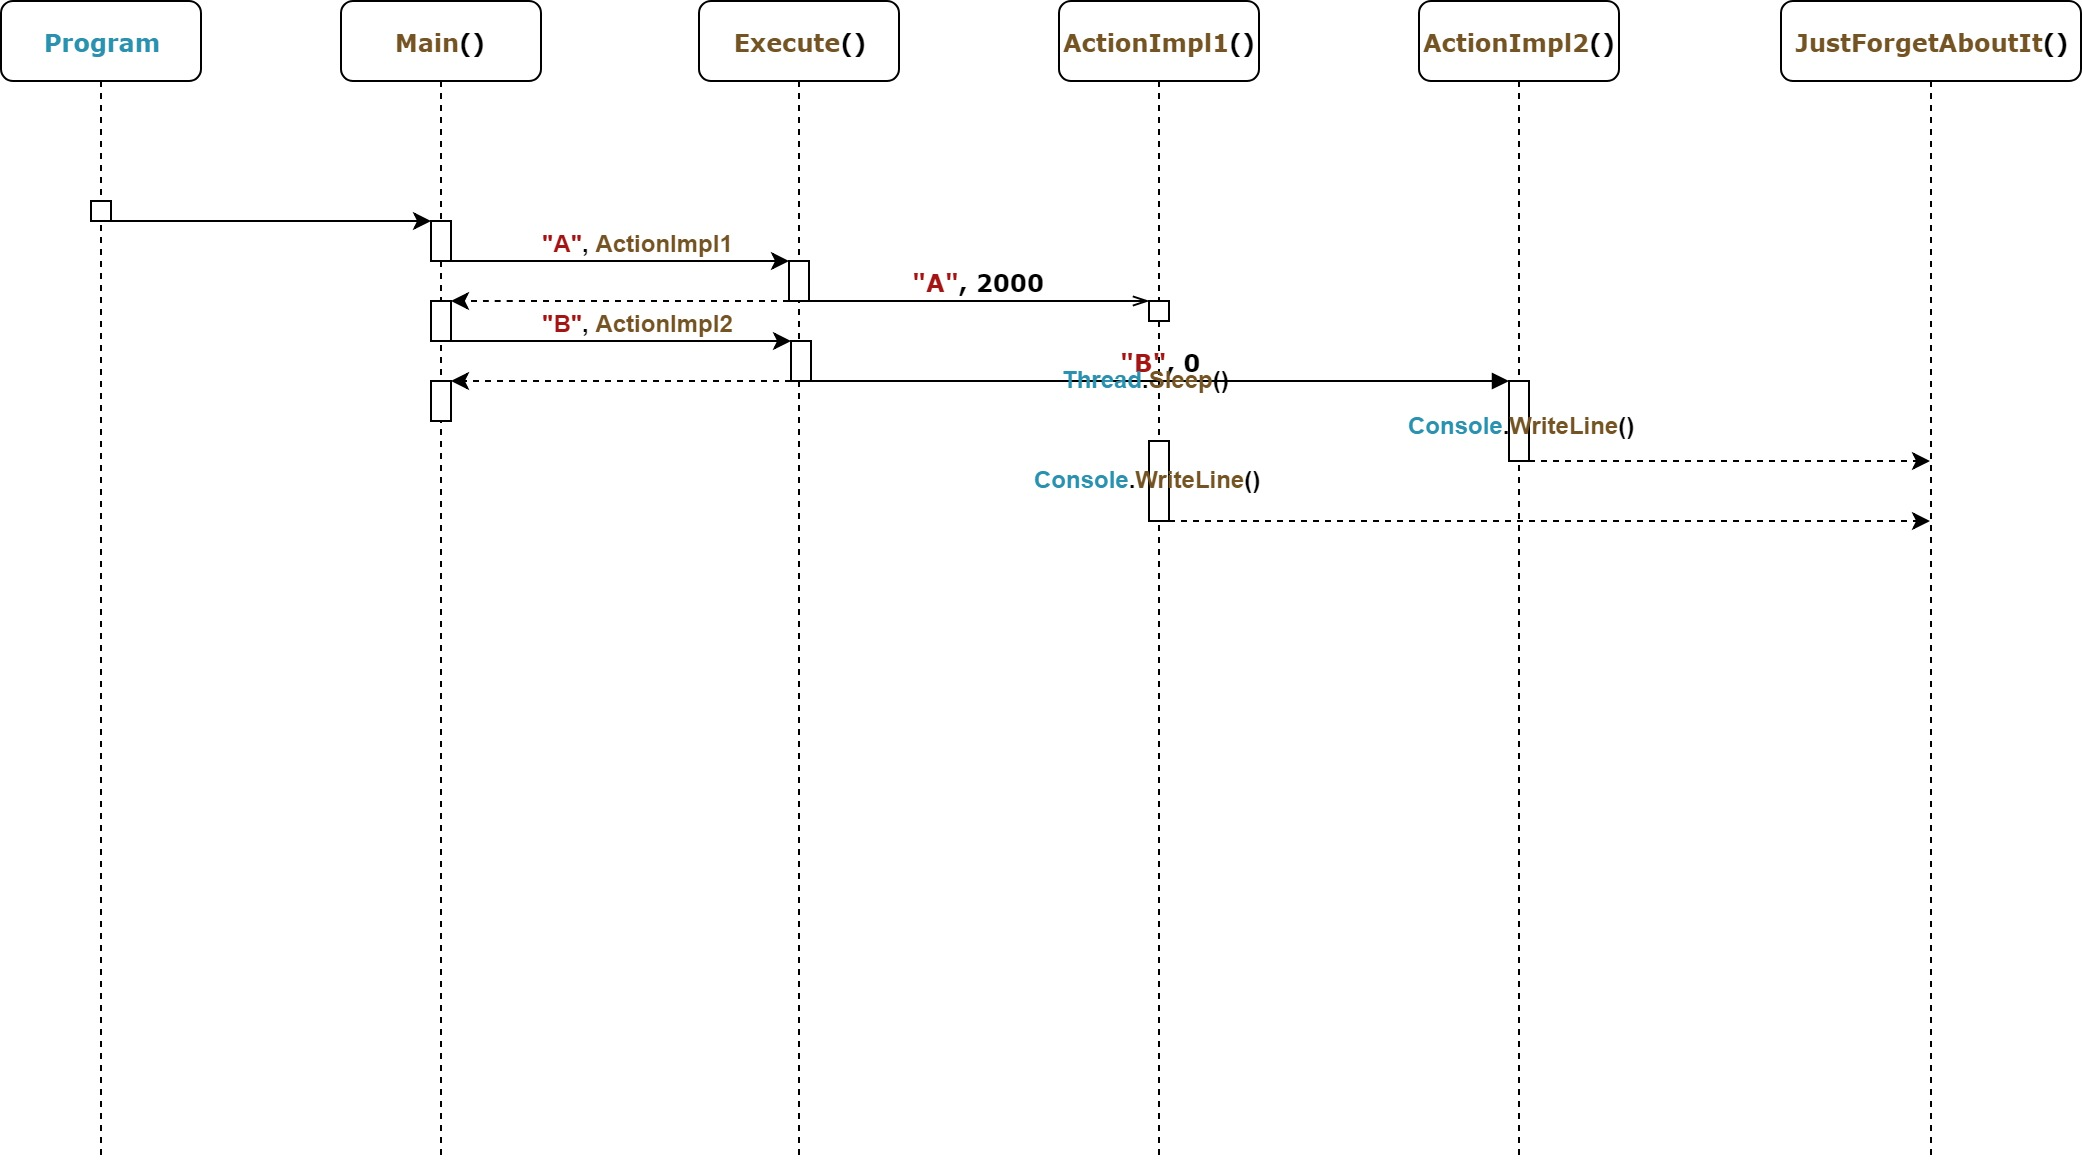 Program
Main()
Execute()
ActionImpl1()
ActionImpl2()
JustForgetAboutIt()
"A", ActionImpl1
"A", 2000
"B", ActionImpl2
"B", 0
Thread.Sleep()
Console.WriteLine()
Console.WriteLine()